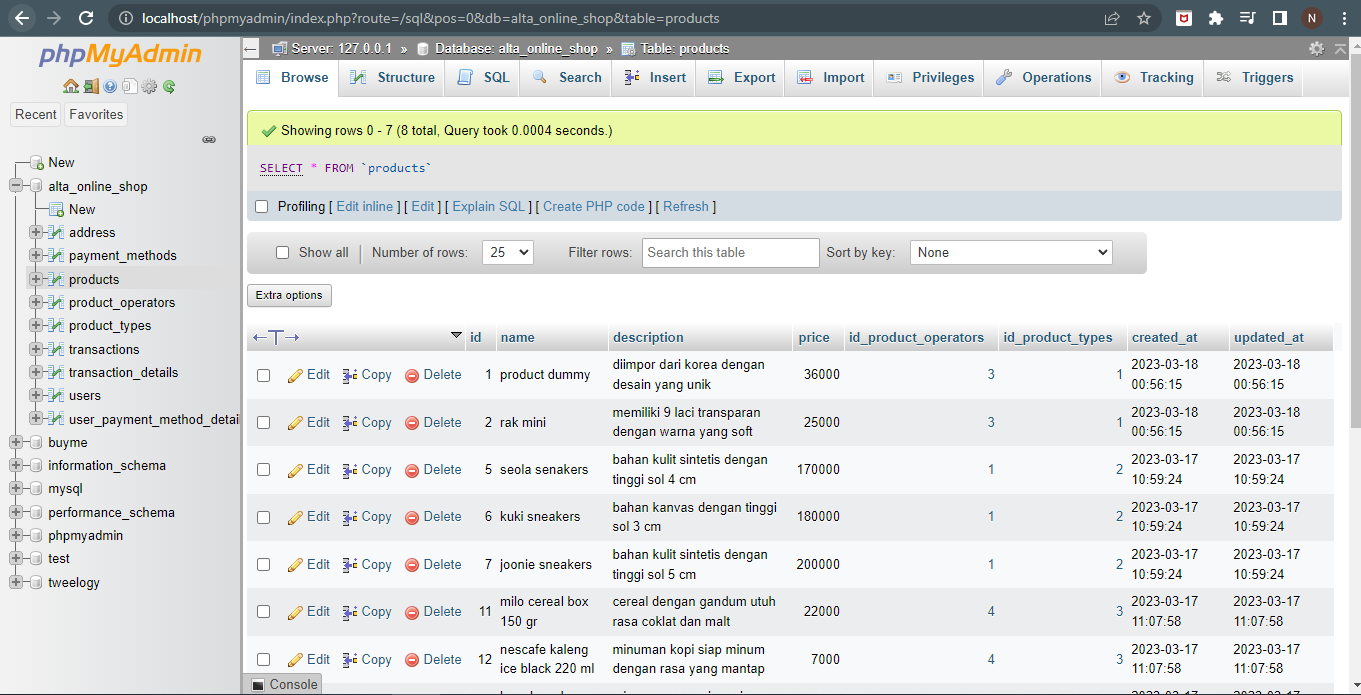 localhost/phpmyadmin/index.php?route=/sql&pos=0&db=alta_online_shop&table=products
N
phpMyAdmin
Recent Favorites
New
alta_online_shop
New
address
payment_methods
products
product_operators
product_types
transactions
transaction_details
users
user_payment_method_detai
buyme
information_schema
mysql
performance_schema
phpmyadmin
test
tweelogy
Server: 127.0.0.1 » Database: alta_online_shop » Table: products
Browse Structure SQL Search Insert Export Import Privileges Operations Tracking Triggers
Showing rows 0 - 7 (8 total, Query took 0.0004 seconds.)
SELECT * FROM `products`
Profiling [ Edit inline ] [ Edit ] [ Explain SQL ] [ Create PHP code ] [ Refresh ]
Show all Number of rows: 25 Filter rows: Search this table Sort by key: None
Extra options
←T→ id name description price id_product_operators id_product_types created_at updated_at
Edit Copy Delete 1 product dummy diimpor dari korea dengan 36000 3 1 2023-03-18 2023-03-18
desain yang unik 00:56:15 00:56:15
Edit Copy Delete 2 rak mini memiliki 9 laci transparan 25000 3 1 2023-03-18 2023-03-18
dengan warna yang soft 00:56:15 00:56:15
Edit Copy Delete 5 seola senakers bahan kulit sintetis dengan 170000 1 2 2023-03-17 2023-03-17
tinggi sol 4 cm 10:59:24 10:59:24
Edit Copy Delete 6 kuki sneakers bahan kanvas dengan tinggi 180000 1 2 2023-03-17 2023-03-17
sol 3 cm 10:59:24 10:59:24
Edit Copy Delete 7 joonie sneakers bahan kulit sintetis dengan 200000 1 2 2023-03-17 2023-03-17
tinggi sol 5 cm 10:59:24 10:59:24
Edit Copy Delete 11 milo cereal box cereal dengan gandum utuh 22000 4 3 2023-03-17 2023-03-17
150 gr rasa coklat dan malt 11:07:58 11:07:58
Edit Copy Delete 12 nescafe kaleng minuman kopi siap minum 7000 4 3 2023-03-17 2023-03-17
ice black 220 ml dengan rasa yang mantap 11:07:58 11:07:58
Console